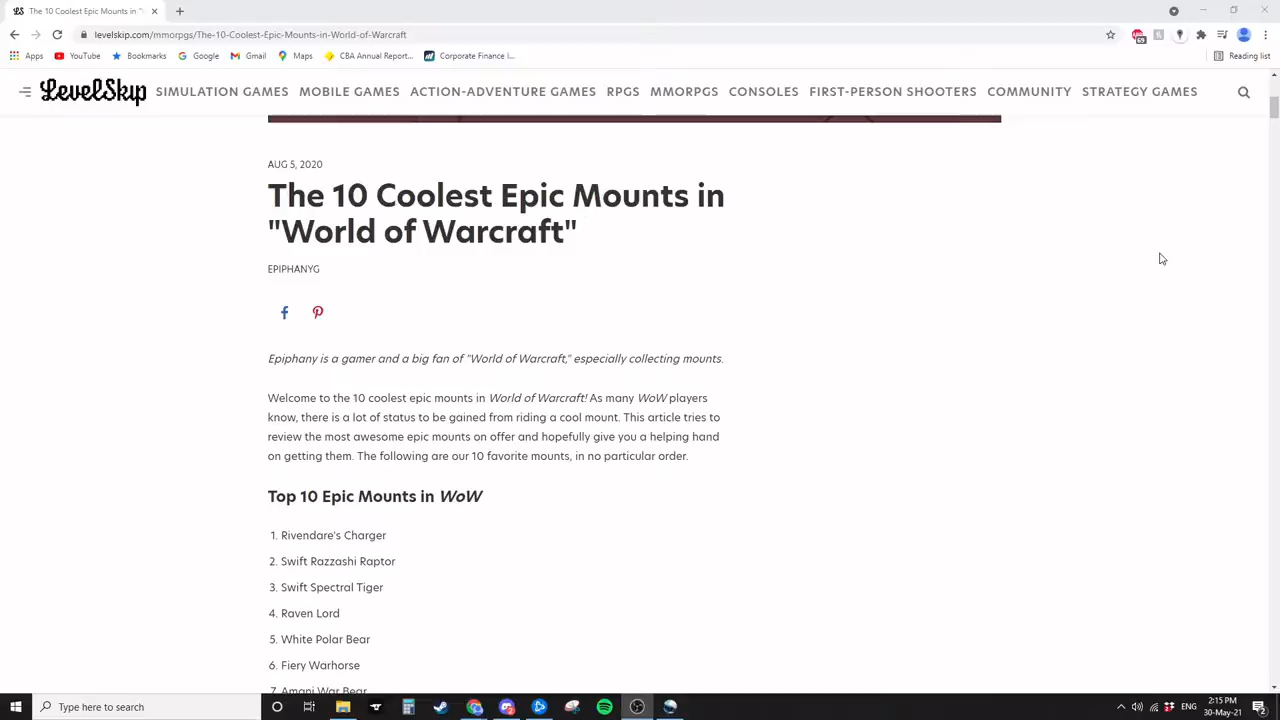 The 10 Coolest Epic Mounts in "W
levelskip.com/mmorpgs/The-10-Coolest-Epic-Mounts-in-World-of-Warcraft
69
Apps YouTube Bookmarks Google Gmail Maps CBA Annual Report... Corporate Finance I... Reading list
LevelSkip SIMULATION GAMES MOBILE GAMES ACTION-ADVENTURE GAMES RPGS MMORPGS CONSOLES FIRST-PERSON SHOOTERS COMMUNITY STRATEGY GAMES
AUG 5, 2020
The 10 Coolest Epic Mounts in
"World of Warcraft"
EPIPHANYG
Epiphany is a gamer and a big fan of "World of Warcraft," especially collecting mounts.
Welcome to the 10 coolest epic mounts in World of Warcraft! As many WoW players
know, there is a lot of status to be gained from riding a cool mount. This article tries to
review the most awesome epic mounts on offer and hopefully give you a helping hand
on getting them. The following are our 10 favorite mounts, in no particular order.
Top 10 Epic Mounts in WoW
1. Rivendare's Charger
2. Swift Razzashi Raptor
3. Swift Spectral Tiger
4. Raven Lord
5. White Polar Bear
6. Fiery Warhorse
7. Amani War Bear
Type here to search
ENG
2:15 PM
30-May-21
2